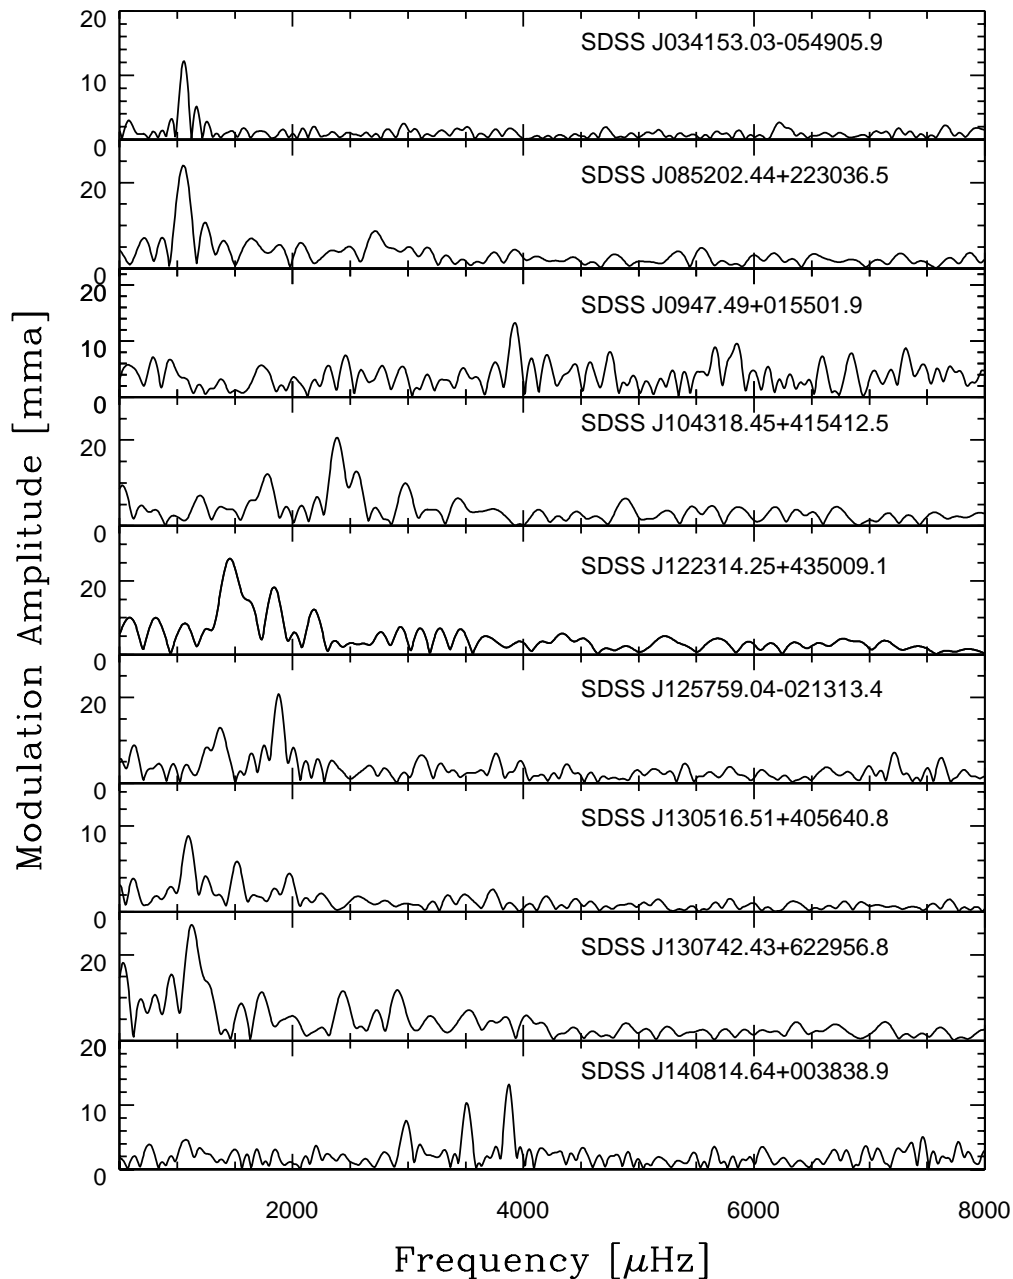 20
SDSS J034153.03-054905.9
10
0
SDSS J085202.44+223036.5
20
0
20
SDSS J0947.49+015501.9
10
0
SDSS J104318.45+415412.5
20
0
SDSS J122314.25+435009.1
20
0
SDSS J125759.04-021313.4
20
0
SDSS J130516.51+405640.8
10
0
SDSS J130742.43+622956.8
20
0
20
SDSS J140814.64+003838.9
10
0
2000 4000 6000 8000
Frequency [μHz]
Modulation Amplitude [mma]